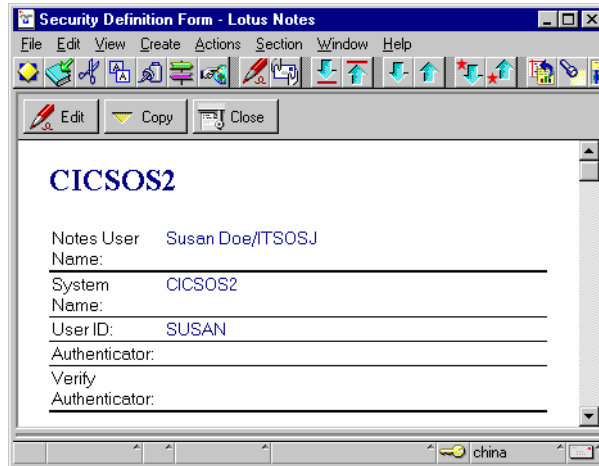 Security Definition Form - Lotus Notes
File Edit View Create Actions Section Window Help
Edit Copy Close
CICSOS2
Notes User Susan Doe/ITSOSJ
Name:
System CICSOS2
Name:
User ID: SUSAN
Authenticator:
Verify
Authenticator:
china